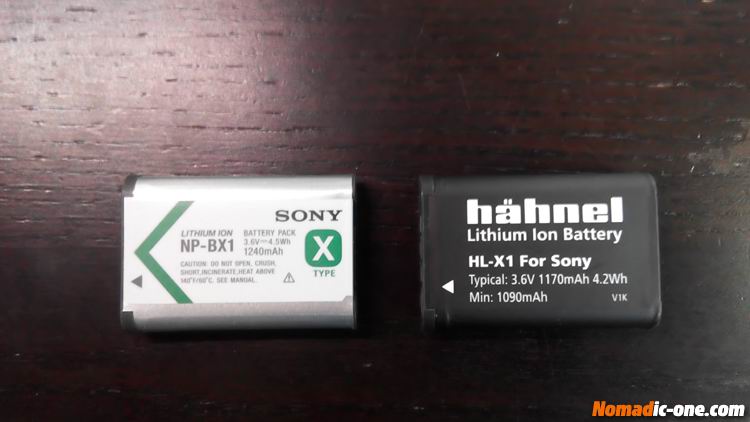 SONY
LITHIUM ION BATTERY PACK
NP-BX1 3.6V⎓4.5Wh
1240mAh
X
TYPE
CAUTION: DO NOT OPEN, CRUSH,
SHORT,INCINERATE,HEAT ABOVE
140°F/60°C. SEE MANUAL.
hähnel
Lithium Ion Battery
HL-X1 For Sony
Typical: 3.6V 1170mAh 4.2Wh
Min: 1090mAh
V1K
Nomadic-one.com